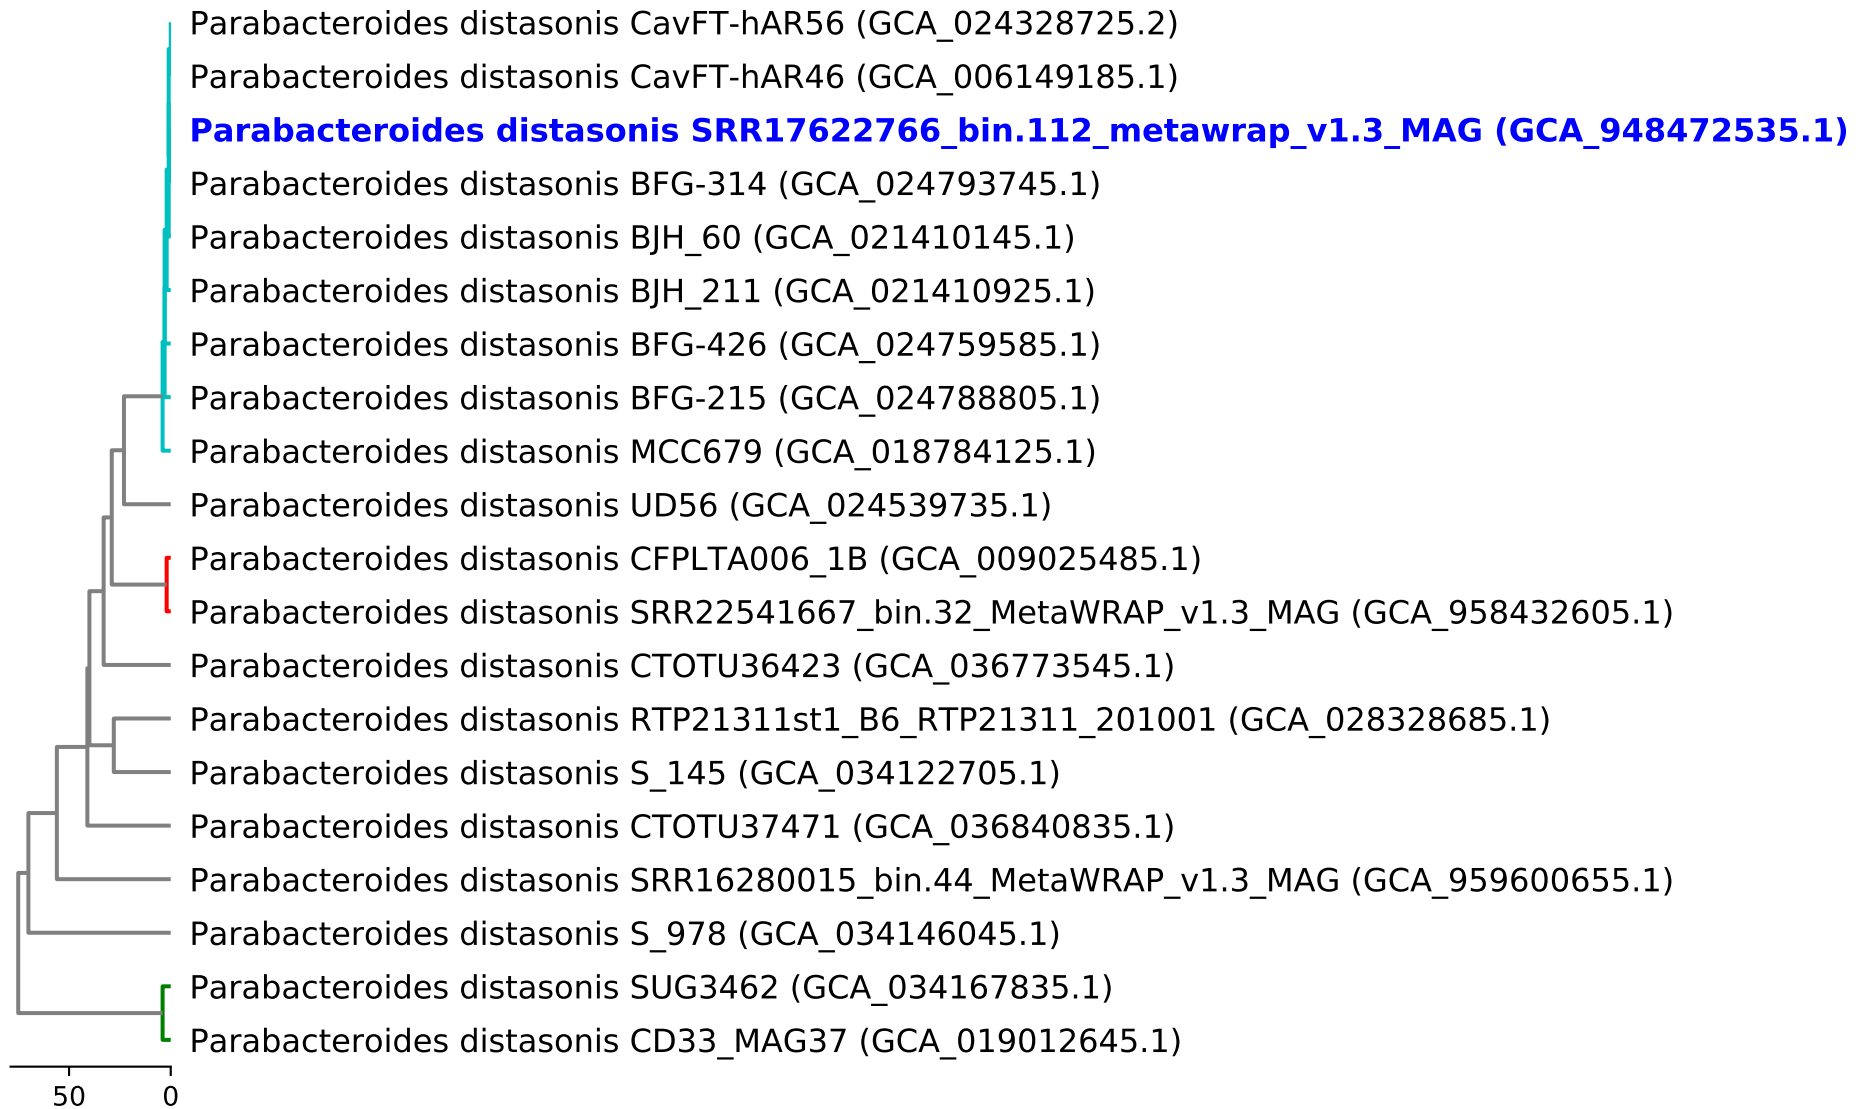 Parabacteroides distasonis CavFT-hAR56 (GCA_024328725.2)
Parabacteroides distasonis CavFT-hAR46 (GCA_006149185.1)
Parabacteroides distasonis SRR17622766_bin.112_metawrap_v1.3_MAG (GCA_948472535.1)
Parabacteroides distasonis BFG-314 (GCA_024793745.1)
Parabacteroides distasonis BJH_60 (GCA_021410145.1)
Parabacteroides distasonis BJH_211 (GCA_021410925.1)
Parabacteroides distasonis BFG-426 (GCA_024759585.1)
Parabacteroides distasonis BFG-215 (GCA_024788805.1)
Parabacteroides distasonis MCC679 (GCA_018784125.1)
Parabacteroides distasonis UD56 (GCA_024539735.1)
Parabacteroides distasonis CFPLTA006_1B (GCA_009025485.1)
Parabacteroides distasonis SRR22541667_bin.32_MetaWRAP_v1.3_MAG (GCA_958432605.1)
Parabacteroides distasonis CTOTU36423 (GCA_036773545.1)
Parabacteroides distasonis RTP21311st1_B6_RTP21311_201001 (GCA_028328685.1)
Parabacteroides distasonis S_145 (GCA_034122705.1)
Parabacteroides distasonis CTOTU37471 (GCA_036840835.1)
Parabacteroides distasonis SRR16280015_bin.44_MetaWRAP_v1.3_MAG (GCA_959600655.1)
Parabacteroides distasonis S_978 (GCA_034146045.1)
Parabacteroides distasonis SUG3462 (GCA_034167835.1)
Parabacteroides distasonis CD33_MAG37 (GCA_019012645.1)
50 0